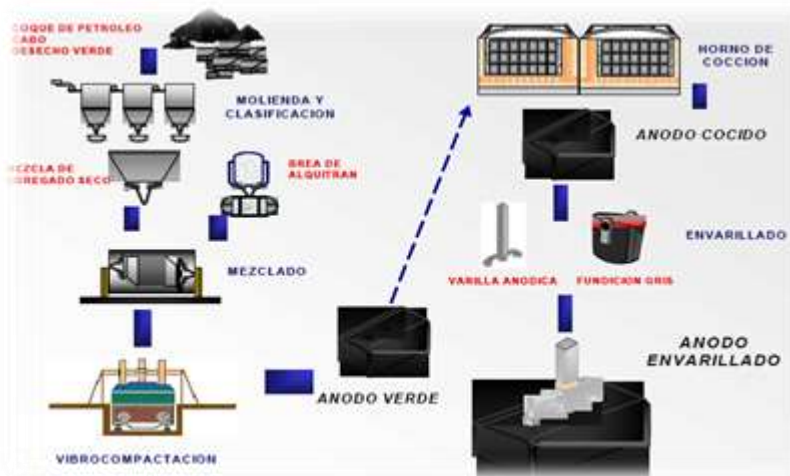 COQUE DE PETROLEO
CABO
DESECHO VERDE
MOLIENDA Y
CLASIFICACION
MEZCLA DE
AGREGADO SECO
BREA DE
ALQUITRAN
MEZCLADO
VIBROCOMPACTACION
ANODO VERDE
HORNO DE
COCCION
ANODO COCIDO
ENVARILLADO
VARILLA ANODICA
FUNDICION GRIS
ANODO
ENVARILLADO